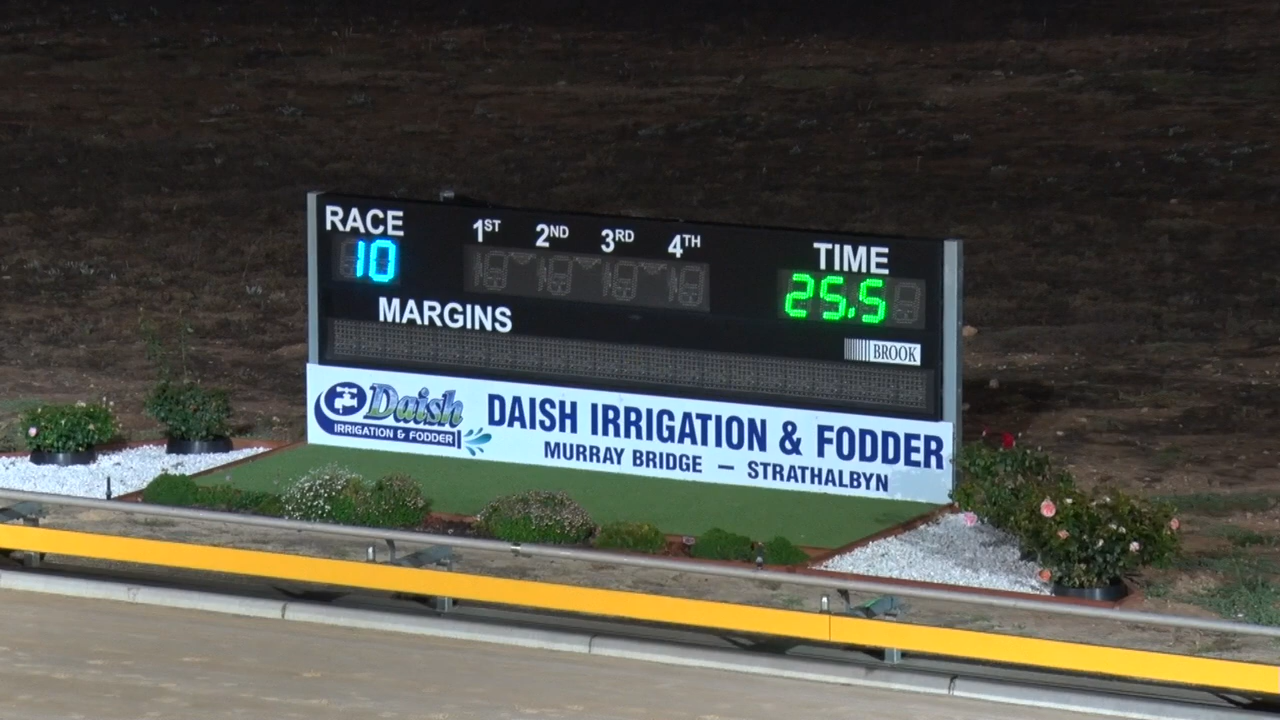 RACE 1ST 2ND 3RD 4TH TIME
10 25.5
MARGINS
BROOK
Daish
IRRIGATION & FODDER
DAISH IRRIGATION & FODDER
MURRAY BRIDGE — STRATHALBYN